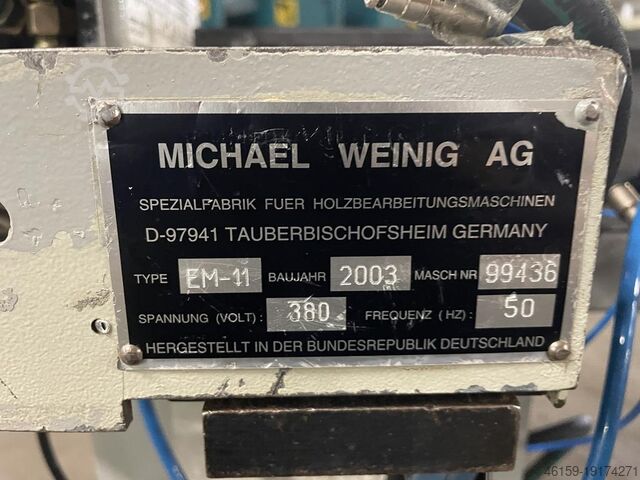 MICHAEL WEINIG AG
SPEZIALFABRIK FUER HOLZBEARBEITUNGSMASCHINEN
D-97941 TAUBERBISCHOFSHEIM GERMANY
TYPE EM-11 BAUJAHR 2003 MASCH NR 99436
SPANNUNG (VOLT): 380 FREQUENZ (HZ): 50
HERGESTELLT IN DER BUNDESREPUBLIK DEUTSCHLAND
46159-19174271